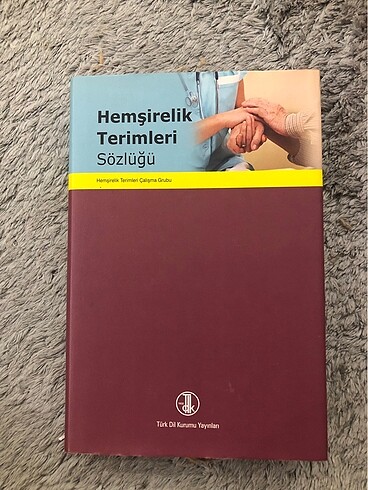 Hemşirelik
Terimleri
Sözlüğü
Hemşirelik Terimleri Çalışma Grubu
Türk Dil Kurumu Yayınları